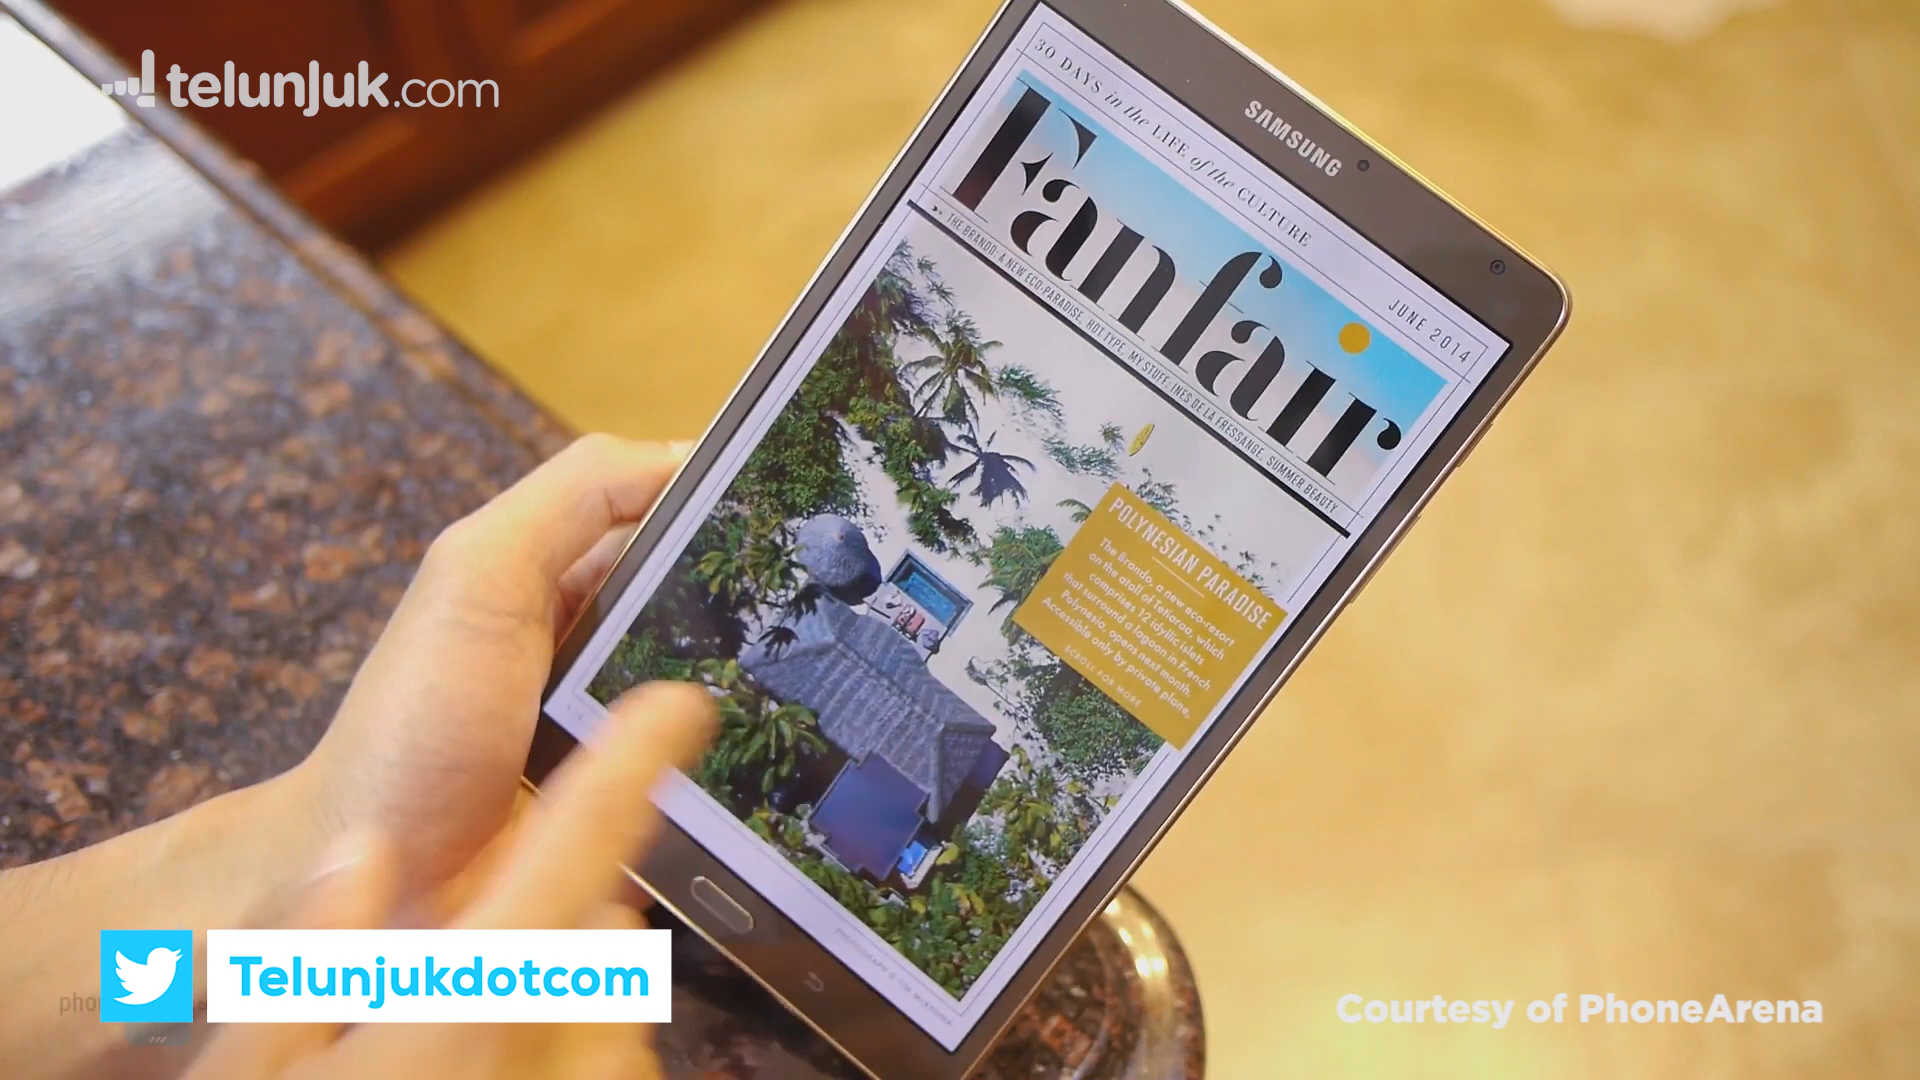 telunjuk.com
SAMSUNG
30 DAYS in the LIFE of the CULTURE
JUNE 2014
Fanfair
THE BRANDO: A NEW ECO-PARADISE, HOT TYPE, MY STUFF, INES DE LA FRESSANGE, SUMMER BEAUTY
POLYNESIAN PARADISE
The Brando, a new eco-resort
on the atoll of Tetiaroa, which
comprises 12 idyllic islets
that surround a lagoon in French
Polynesia, opens next month.
Accessible only by private plane,
SCROLL FOR MORE
Telunjukdotcom
Courtesy of PhoneArena